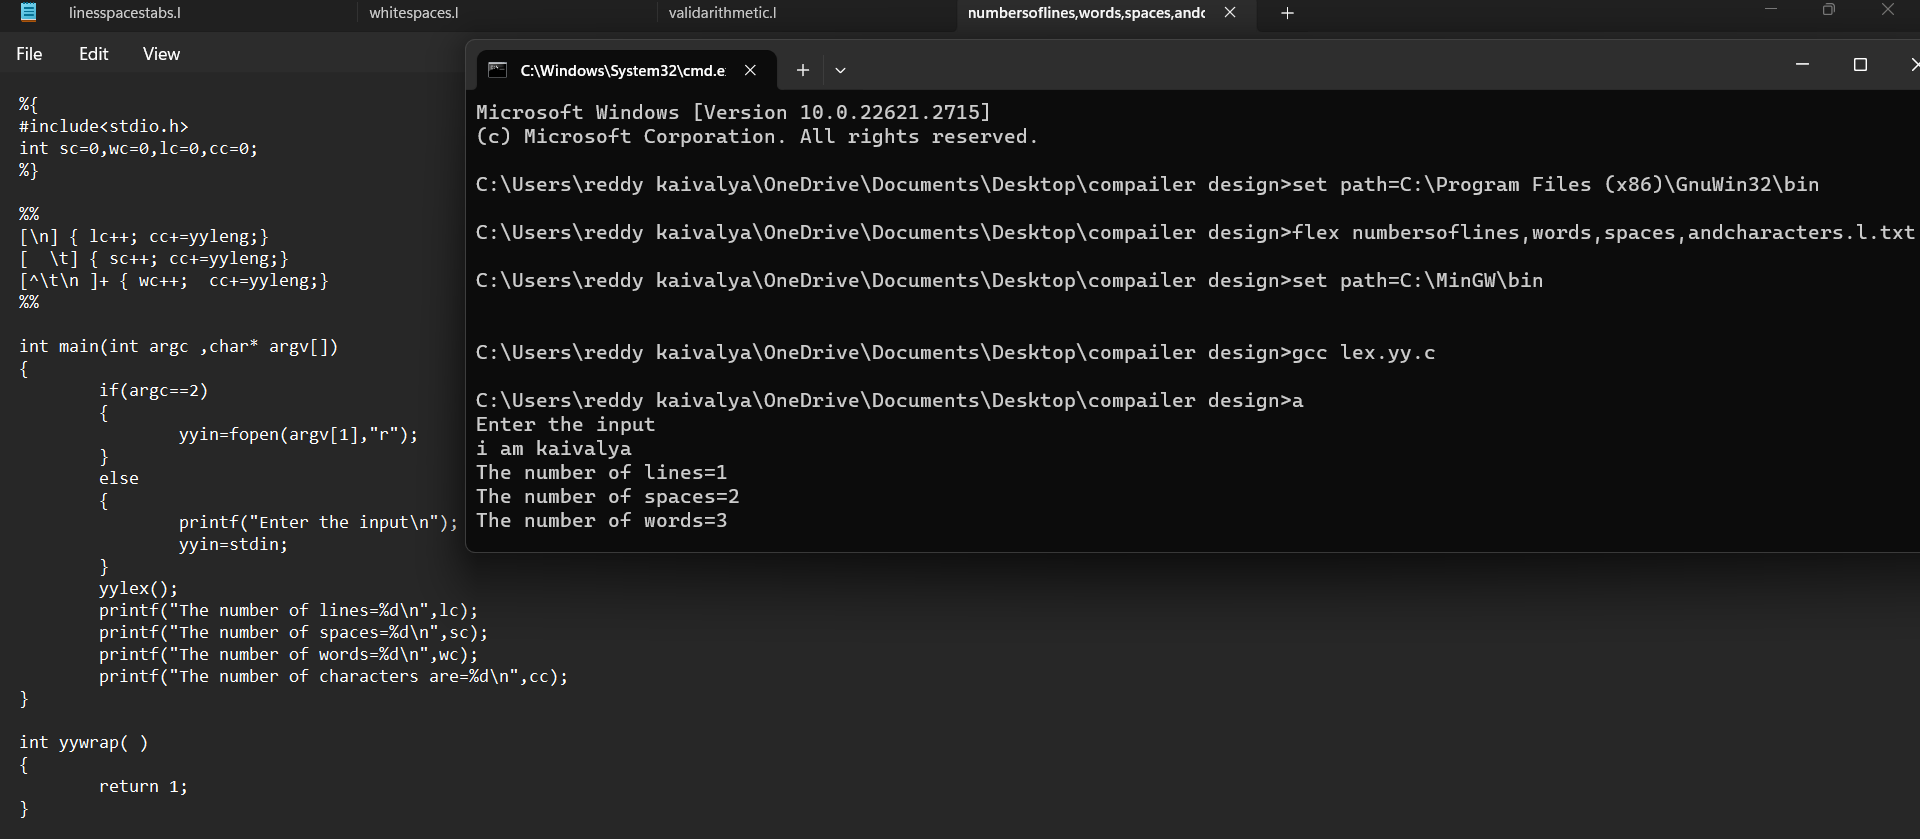 linesspacestabs.l
whitespaces.l
validarithmetic.l
numbersoflines,words,spaces,andc
File Edit View
%{
#include<stdio.h>
int sc=0,wc=0,lc=0,cc=0;
%}
%%
[\n] { lc++; cc+=yyleng;}
[  \t] { sc++; cc+=yyleng;}
[^\t\n ]+ { wc++;  cc+=yyleng;}
%%
int main(int argc ,char* argv[])
{
        if(argc==2)
        {
                yyin=fopen(argv[1],"r");
        }
        else
        {
                printf("Enter the input\n");
                yyin=stdin;
        }
        yylex();
        printf("The number of lines=%d\n",lc);
        printf("The number of spaces=%d\n",sc);
        printf("The number of words=%d\n",wc);
        printf("The number of characters are=%d\n",cc);
}
int yywrap( )
{
        return 1;
}
C:\Windows\System32\cmd.e
Microsoft Windows [Version 10.0.22621.2715]
(c) Microsoft Corporation. All rights reserved.
C:\Users\reddy kaivalya\OneDrive\Documents\Desktop\compailer design>set path=C:\Program Files (x86)\GnuWin32\bin
C:\Users\reddy kaivalya\OneDrive\Documents\Desktop\compailer design>flex numbersoflines,words,spaces,andcharacters.l.txt
C:\Users\reddy kaivalya\OneDrive\Documents\Desktop\compailer design>set path=C:\MinGW\bin
C:\Users\reddy kaivalya\OneDrive\Documents\Desktop\compailer design>gcc lex.yy.c
C:\Users\reddy kaivalya\OneDrive\Documents\Desktop\compailer design>a
Enter the input
i am kaivalya
The number of lines=1
The number of spaces=2
The number of words=3